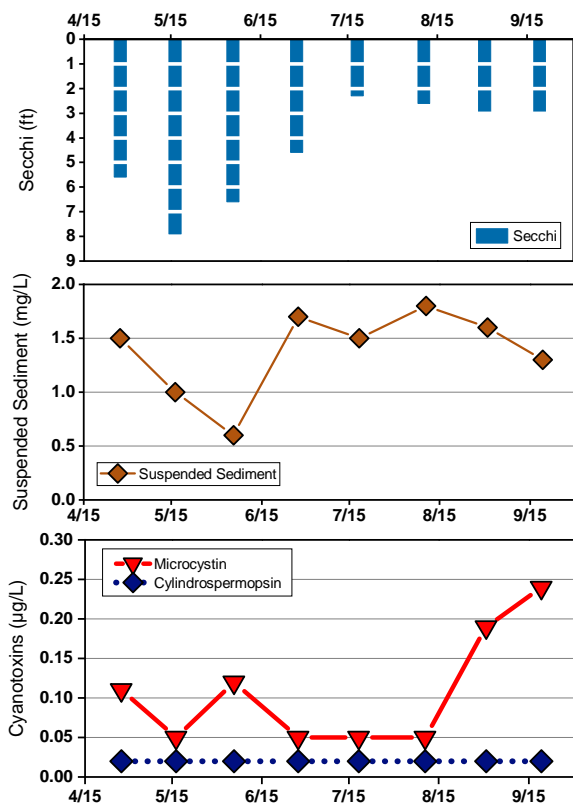 4/15 5/15 6/15 7/15 8/15 9/15
0
1
2
3
4
5
6
7
8
9
Secchi (ft)
Secchi
2.0
1.5
1.0
0.5
0.0
Suspended Sediment (mg/L)
Suspended Sediment
4/15 5/15 6/15 7/15 8/15 9/15
0.30
0.25
0.20
0.15
0.10
0.05
0.00
Cyanotoxins (µg/L)
Microcystin
Cylindrospermopsin
4/15 5/15 6/15 7/15 8/15 9/15